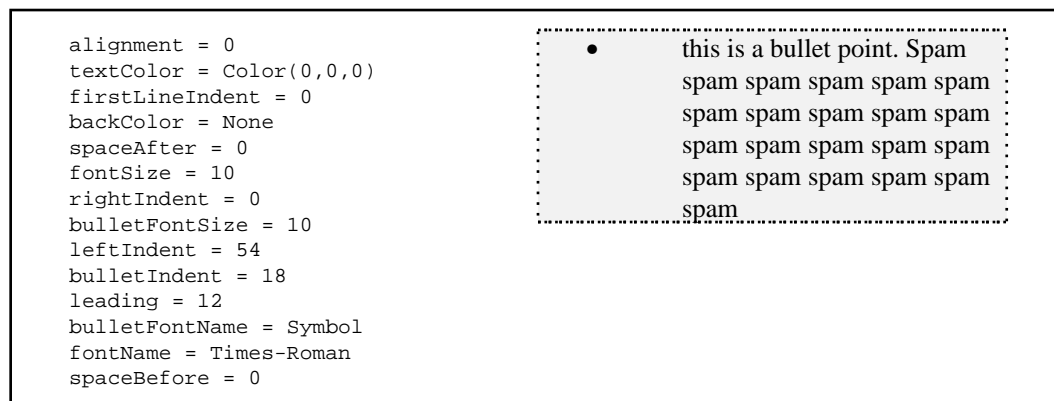 alignment = 0
textColor = Color(0,0,0)
firstLineIndent = 0
backColor = None
spaceAfter = 0
fontSize = 10
rightIndent = 0
bulletFontSize = 10
leftIndent = 54
bulletIndent = 18
leading = 12
bulletFontName = Symbol
fontName = Times-Roman
spaceBefore = 0
• this is a bullet point. Spam
spam spam spam spam spam
spam spam spam spam spam
spam spam spam spam spam
spam spam spam spam spam
spam